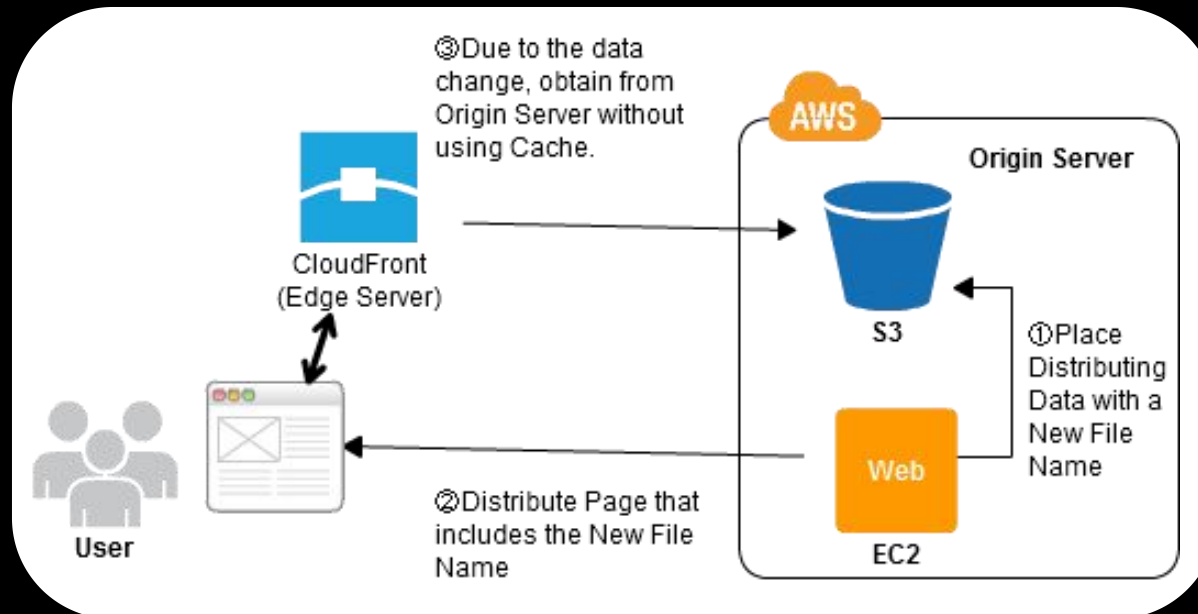 ③Due to the data
change, obtain from
Origin Server without
using Cache.
AWS
Origin Server
CloudFront
(Edge Server)
S3
①Place
Distributing
Data with a
New File
Name
Web
EC2
②Distribute Page that
includes the New File
Name
User